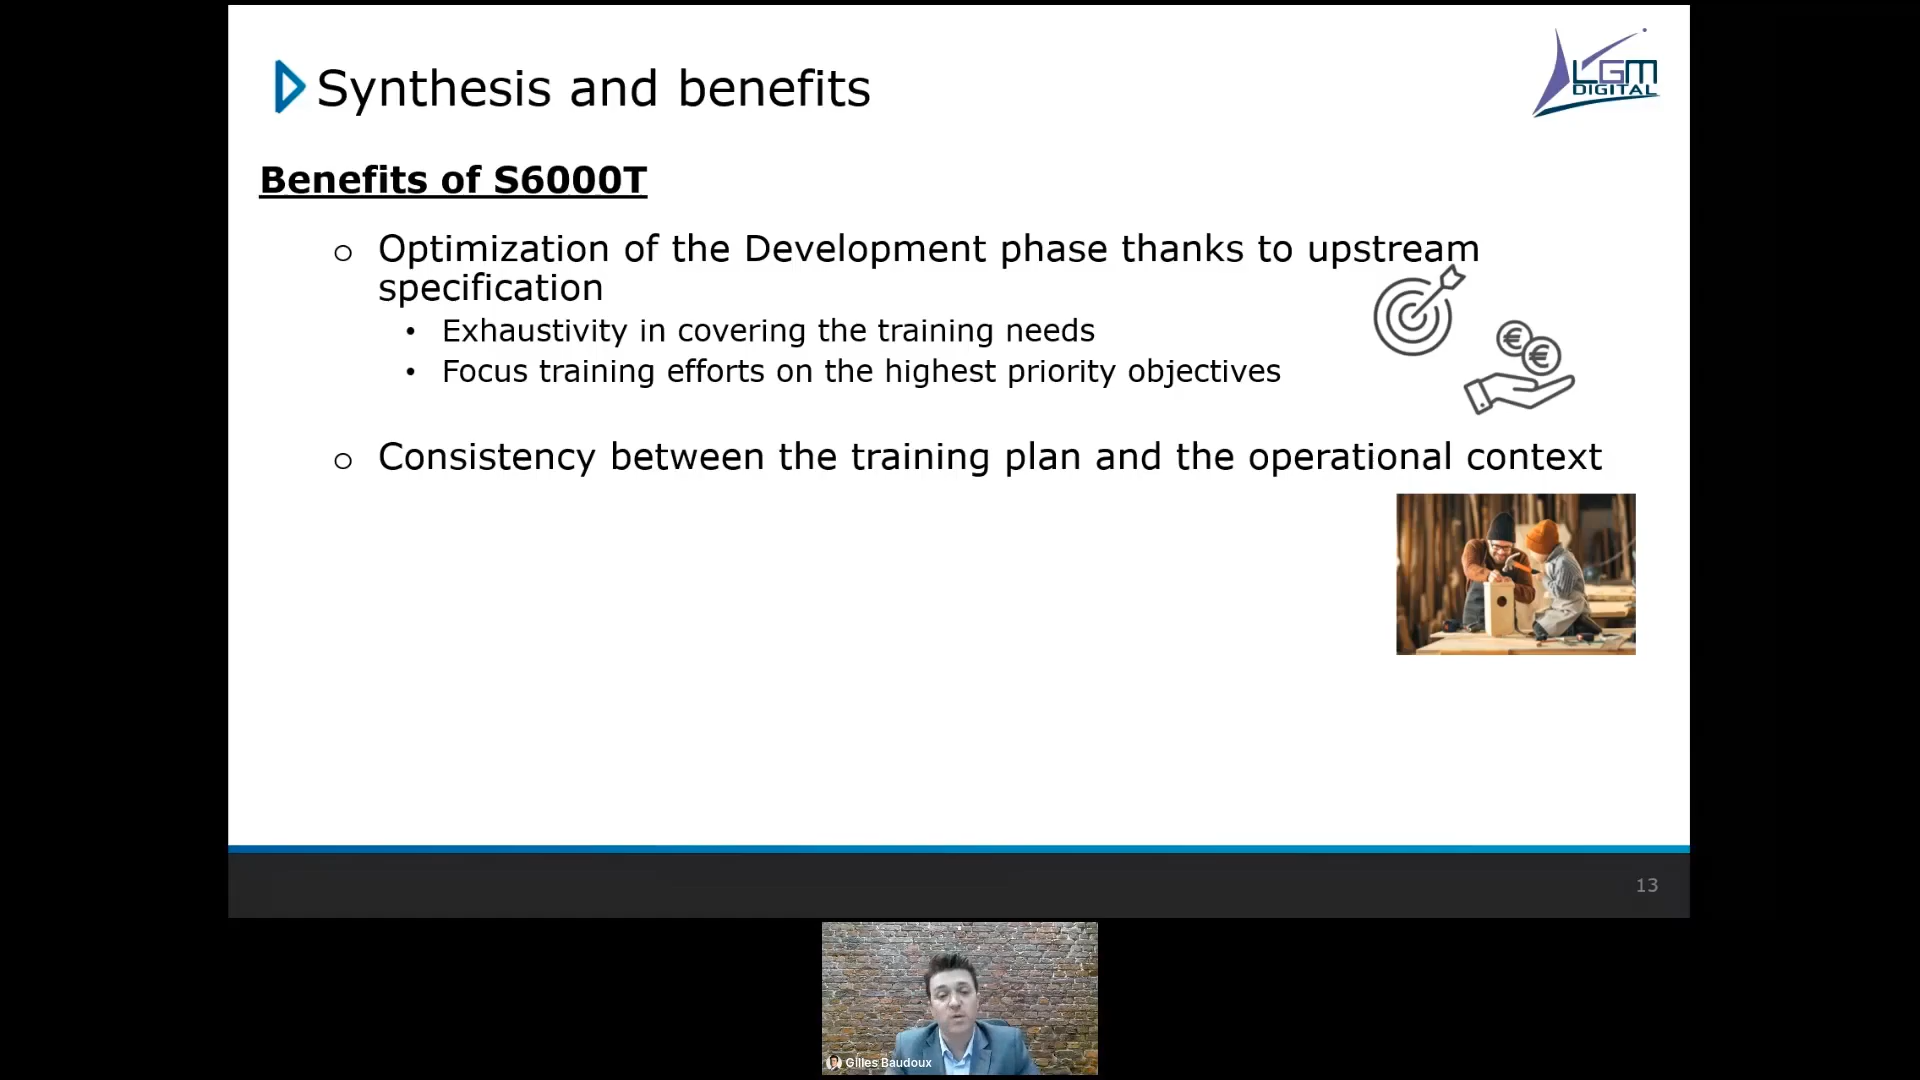 Synthesis and benefits
LGM
DIGITAL
Benefits of S6000T
o Optimization of the Development phase thanks to upstream
specification
• Exhaustivity in covering the training needs
• Focus training efforts on the highest priority objectives
€
€
o Consistency between the training plan and the operational context
13
Gilles Baudoux